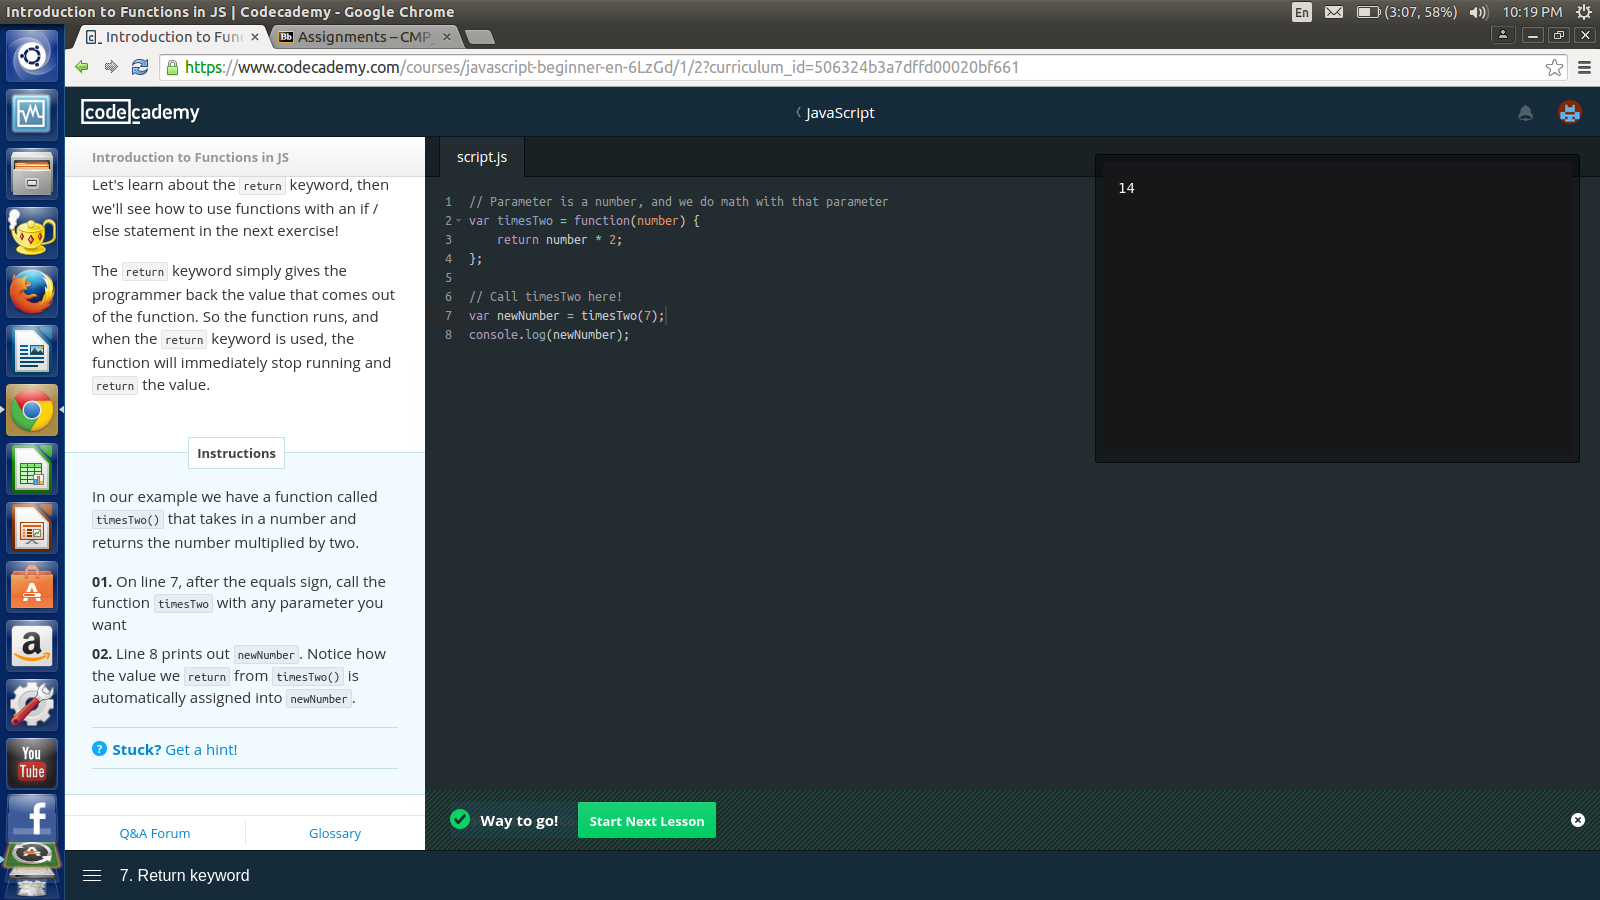 Introduction to Functions in JS | Codecademy - Google Chrome
En
(3:07, 58%)
10:19 PM
Introduction to Fun
Bb Assignments – CMP
https://www.codecademy.com/courses/javascript-beginner-en-6LzGd/1/2?curriculum_id=506324b3a7dffd00020bf661
codecademy
JavaScript
Introduction to Functions in JS
Let's learn about the return keyword, then
we'll see how to use functions with an if /
else statement in the next exercise!
The return keyword simply gives the
programmer back the value that comes out
of the function. So the function runs, and
when the return keyword is used, the
function will immediately stop running and
return the value.
Instructions
In our example we have a function called
timesTwo() that takes in a number and
returns the number multiplied by two.
01. On line 7, after the equals sign, call the
function timesTwo with any parameter you
want
02. Line 8 prints out newNumber. Notice how
the value we return from timesTwo() is
automatically assigned into newNumber.
? Stuck? Get a hint!
Q&A Forum
Glossary
script.js
1 // Parameter is a number, and we do math with that parameter
2 var timesTwo = function(number) {
3     return number * 2;
4 };
5
6 // Call timesTwo here!
7 var newNumber = timesTwo(7);
8 console.log(newNumber);
14
Way to go!
Start Next Lesson
7. Return keyword
a
You
Tube
f